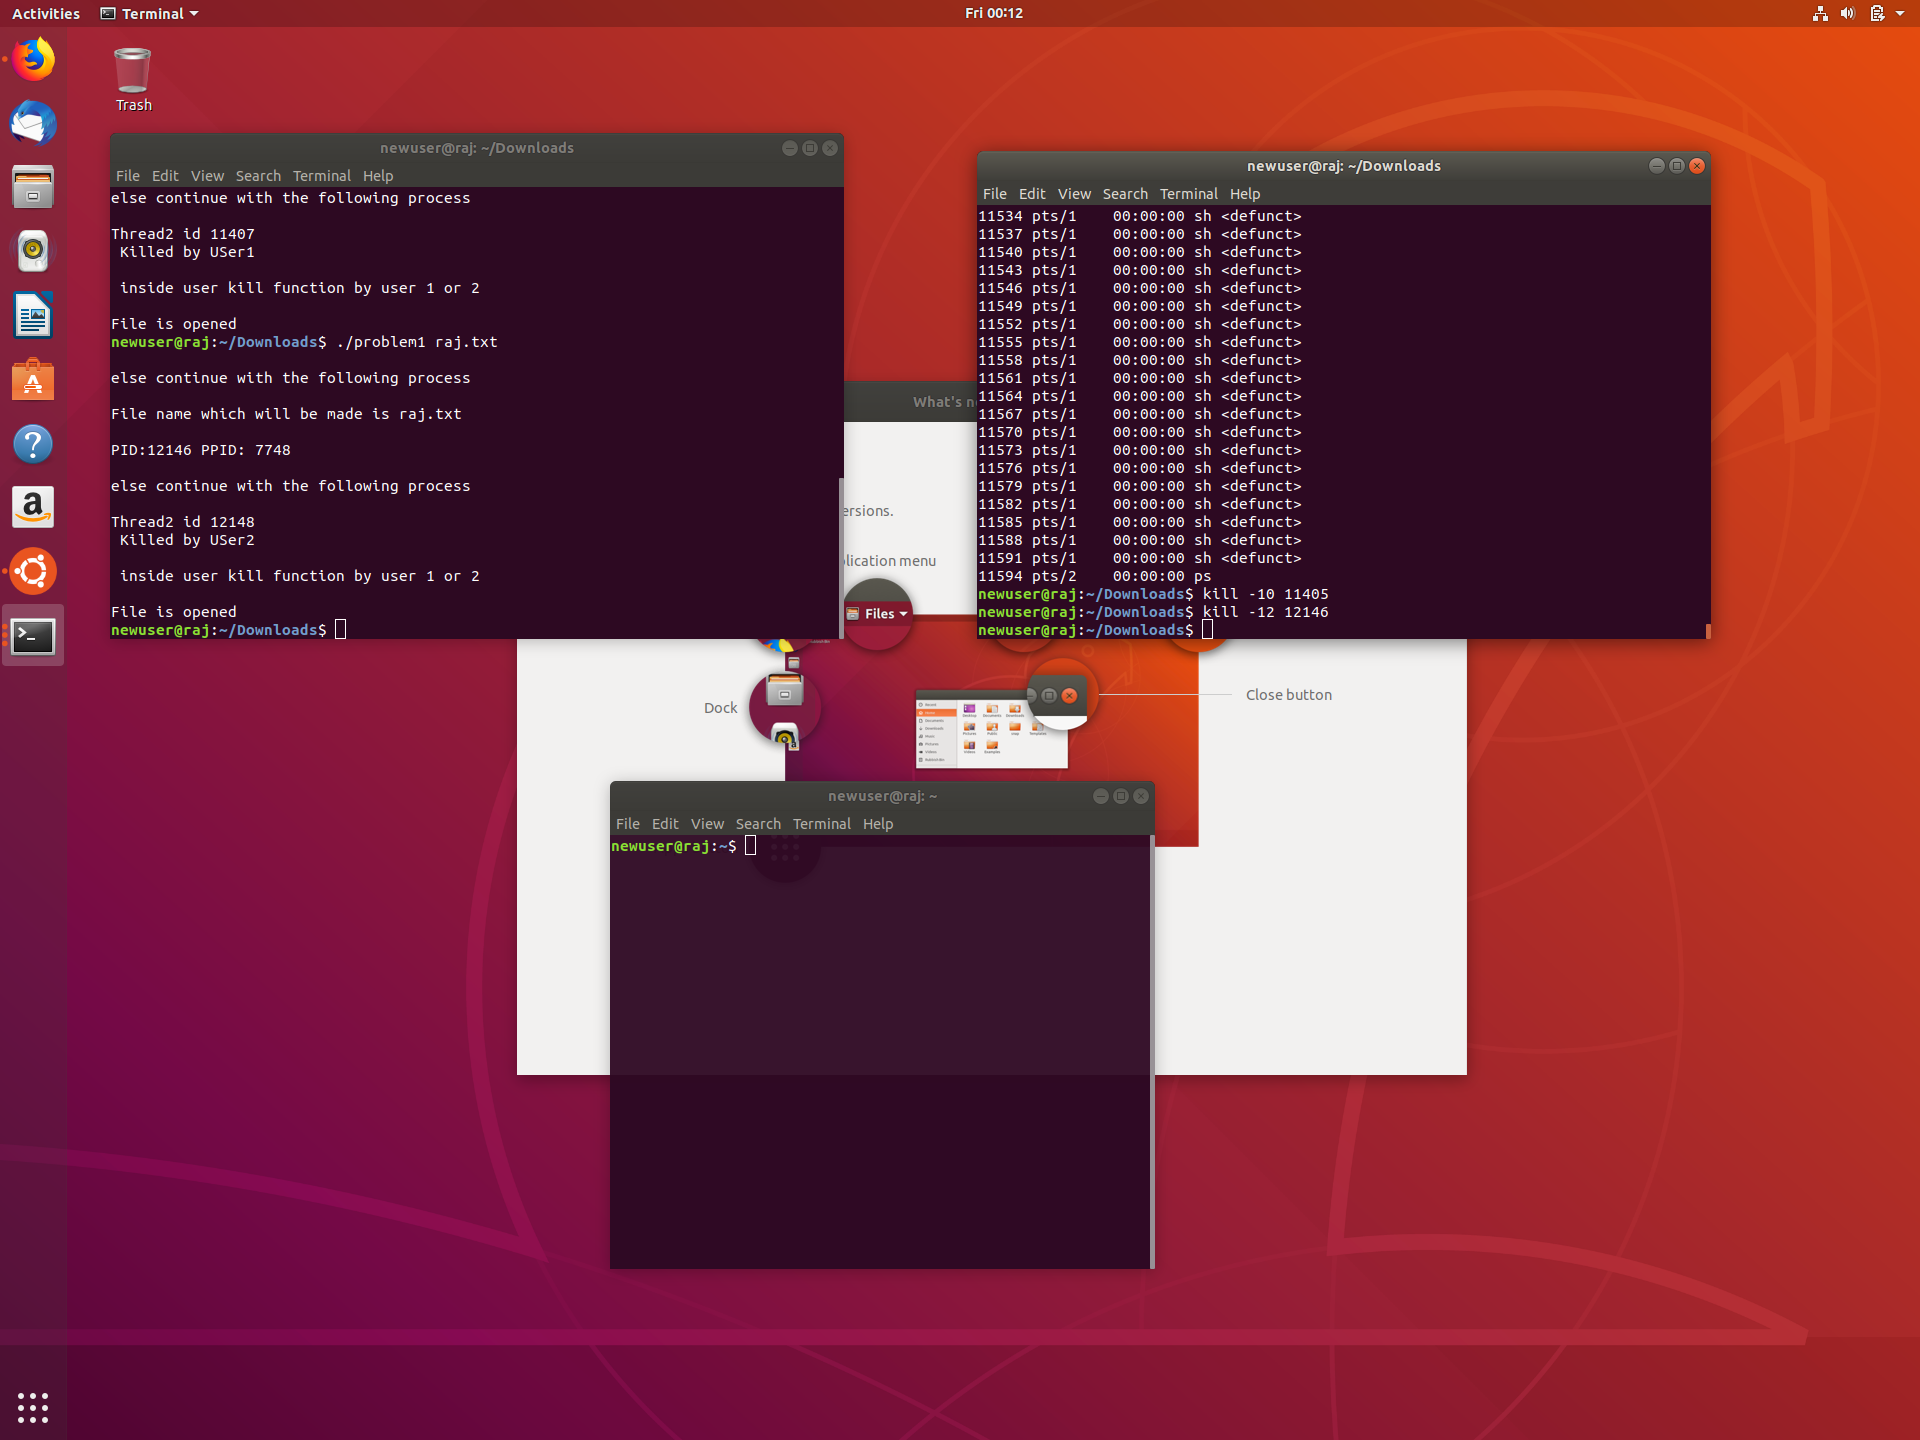 Activities
Terminal
Fri 00:12
Trash
newuser@raj: ~/Downloads
File Edit View Search Terminal Help
else continue with the following process
Thread2 id 11407
Killed by USer1
inside user kill function by user 1 or 2
File is opened
newuser@raj:~/Downloads$ ./problem1 raj.txt
else continue with the following process
File name which will be made is raj.txt
PID:12146 PPID: 7748
else continue with the following process
Thread2 id 12148
Killed by USer2
inside user kill function by user 1 or 2
File is opened
newuser@raj:~/Downloads$
newuser@raj: ~/Downloads
File Edit View Search Terminal Help
11534 pts/1 00:00:00 sh <defunct>
11537 pts/1 00:00:00 sh <defunct>
11540 pts/1 00:00:00 sh <defunct>
11543 pts/1 00:00:00 sh <defunct>
11546 pts/1 00:00:00 sh <defunct>
11549 pts/1 00:00:00 sh <defunct>
11552 pts/1 00:00:00 sh <defunct>
11555 pts/1 00:00:00 sh <defunct>
11558 pts/1 00:00:00 sh <defunct>
11561 pts/1 00:00:00 sh <defunct>
11564 pts/1 00:00:00 sh <defunct>
11567 pts/1 00:00:00 sh <defunct>
11570 pts/1 00:00:00 sh <defunct>
11573 pts/1 00:00:00 sh <defunct>
11576 pts/1 00:00:00 sh <defunct>
11579 pts/1 00:00:00 sh <defunct>
11582 pts/1 00:00:00 sh <defunct>
11585 pts/1 00:00:00 sh <defunct>
11588 pts/1 00:00:00 sh <defunct>
11591 pts/1 00:00:00 sh <defunct>
11594 pts/2 00:00:00 ps
newuser@raj:~/Downloads$ kill -10 11405
newuser@raj:~/Downloads$ kill -12 12146
newuser@raj:~/Downloads$
What's n
ersions.
lication menu
Files
Dock
Close button
newuser@raj: ~
File Edit View Search Terminal Help
newuser@raj:~$